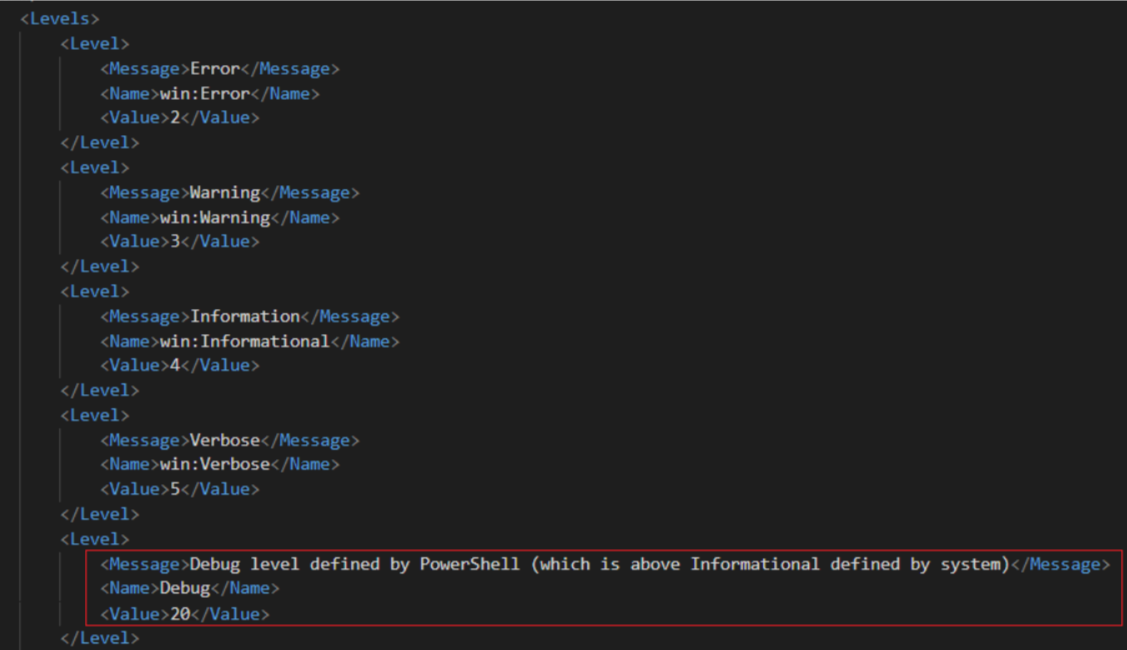 <Levels>
<Level>
<Message>Error</Message>
<Name>win:Error</Name>
<Value>2</Value>
</Level>
<Level>
<Message>Warning</Message>
<Name>win:Warning</Name>
<Value>3</Value>
</Level>
<Level>
<Message>Information</Message>
<Name>win:Informational</Name>
<Value>4</Value>
</Level>
<Level>
<Message>Verbose</Message>
<Name>win:Verbose</Name>
<Value>5</Value>
</Level>
<Level>
<Message>Debug level defined by PowerShell (which is above Informational defined by system)</Message>
<Name>Debug</Name>
<Value>20</Value>
</Level>